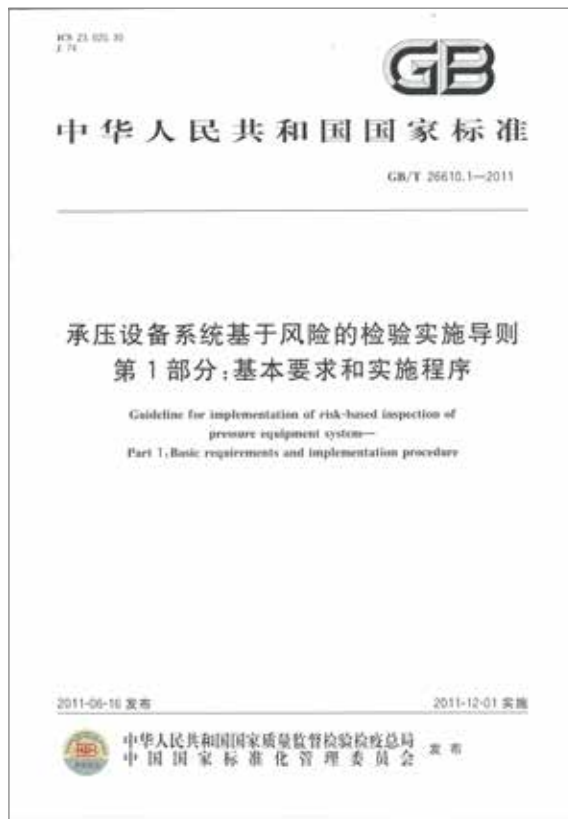 ICS 23.020.30
J 74
GB
中华人民共和国国家标准
GB/T 26610.1—2011
承压设备系统基于风险的检验实施导则
第1部分:基本要求和实施程序
Guideline for implementation of risk-based inspection of
pressure equipment system—
Part 1:Basic requirements and implementation procedure
2011-06-16 发布
2011-12-01 实施
中华人民共和国国家质量监督检验检疫总局
中国国家标准化管理委员会
发布